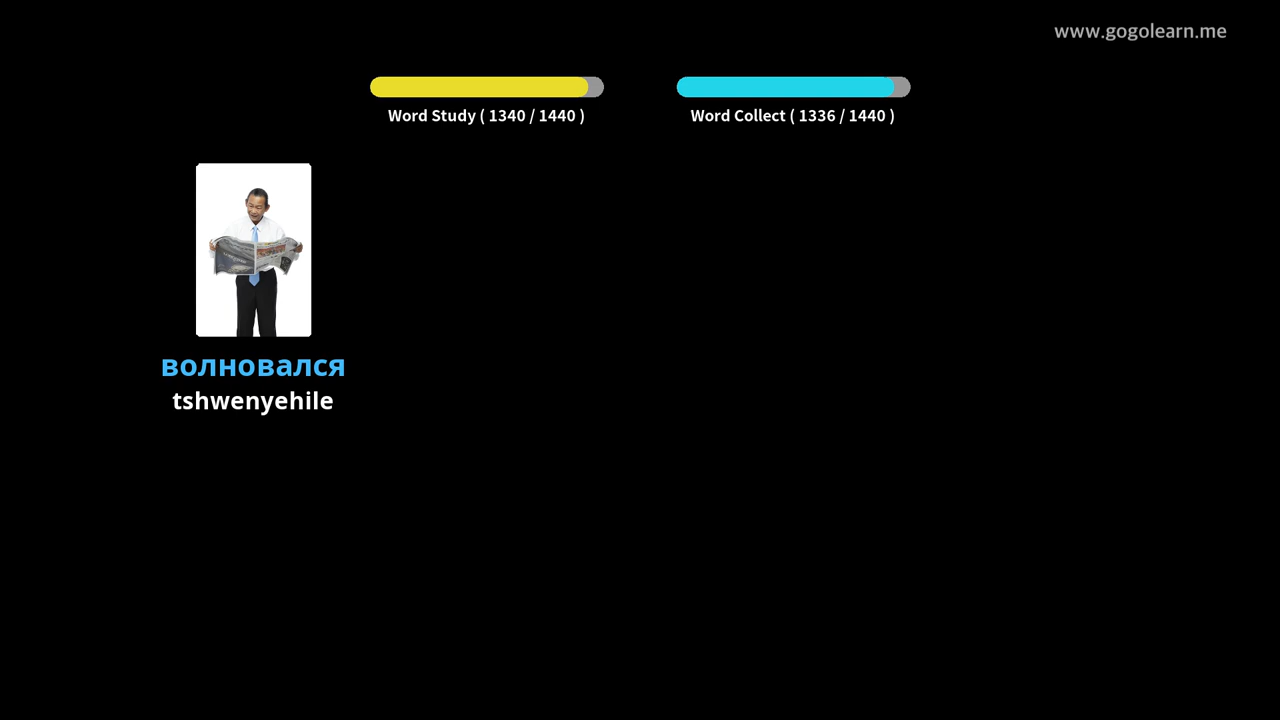 www.gogolearn.me
Word Study ( 1340 / 1440 )
Word Collect ( 1336 / 1440 )
волновался
tshwenyehile